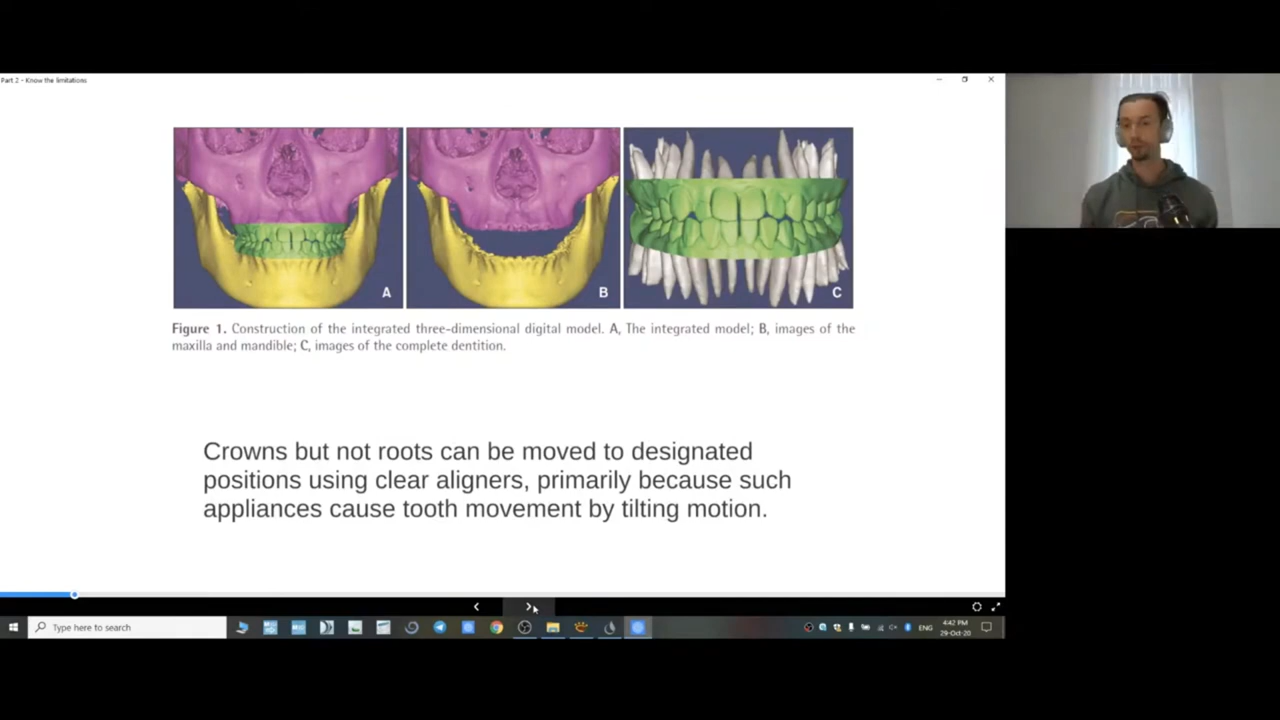 Part 2 - Know the limitations
A
B
C
Figure 1. Construction of the integrated three-dimensional digital model. A, The integrated model; B, images of the
maxilla and mandible; C, images of the complete dentition.
Crowns but not roots can be moved to designated
positions using clear aligners, primarily because such
appliances cause tooth movement by tilting motion.
Type here to search
ENG
4:42 PM
29-Oct-20